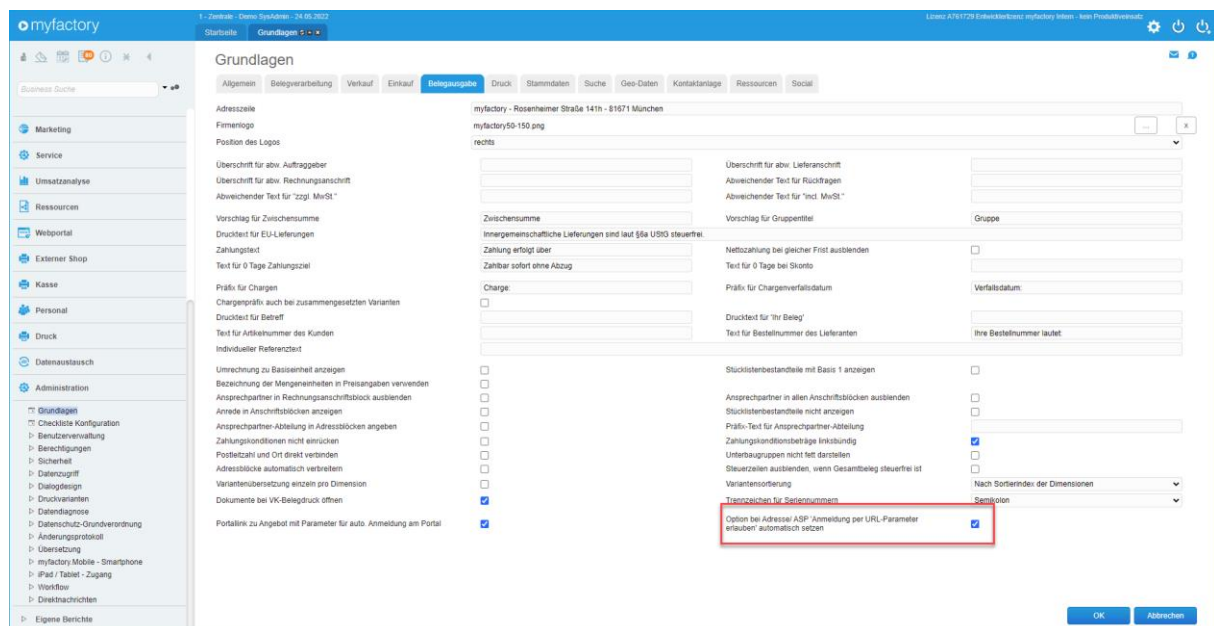 myfactory
1 - Zentrale - Demo SysAdmin - 24.05.2022
Lizenz A761729 Entwicklerlizenz myfactory Intern - kein Produktiveinsatz
Startseite Grundlagen
Business Suche
Marketing
Service
Umsatzanalyse
Ressourcen
Webportal
Externer Shop
Kasse
Personal
Druck
Datenaustausch
Administration
Grundlagen
Checkliste Konfiguration
Benutzerverwaltung
Berechtigungen
Sicherheit
Datenzugriff
Dialogdesign
Druckvarianten
Datendiagnose
Datenschutz-Grundverordnung
Änderungsprotokoll
Übersetzung
myfactory.Mobile - Smartphone
iPad / Tablet - Zugang
Workflow
Direktnachrichten
Eigene Berichte
Grundlagen
Allgemein Belegverarbeitung Verkauf Einkauf Belegausgabe Druck Stammdaten Suche Geo-Daten Kontaktanlage Ressourcen Social
Adresszeile myfactory - Rosenheimer Straße 141h - 81671 München
Firmenlogo myfactory50-150.png ... x
Position des Logos rechts
Überschrift für abw. Auftraggeber Überschrift für abw. Lieferanschrift
Überschrift für abw. Rechnungsanschrift Abweichender Text für Rückfragen
Abweichender Text für "zzgl. MwSt." Abweichender Text für "incl. MwSt."
Vorschlag für Zwischensumme Zwischensumme Vorschlag für Gruppentitel Gruppe
Drucktext für EU-Lieferungen Innergemeinschaftliche Lieferungen sind laut §6a UStG steuerfrei.
Zahlungstext Zahlung erfolgt über Nettozahlung bei gleicher Frist ausblenden
Text für 0 Tage Zahlungsziel Zahlbar sofort ohne Abzug Text für 0 Tage bei Skonto
Präfix für Chargen Charge: Präfix für Chargenverfallsdatum Verfallsdatum:
Chargenpräfix auch bei zusammengesetzten Varianten
Drucktext für Betreff Drucktext für 'Ihr Beleg'
Text für Artikelnummer des Kunden Text für Bestellnummer des Lieferanten Ihre Bestellnummer lautet:
Individueller Referenztext
Umrechnung zu Basiseinheit anzeigen Stücklistenbestandteile mit Basis 1 anzeigen
Bezeichnung der Mengeneinheiten in Preisangaben verwenden
Ansprechpartner in Rechnungsanschriftsblock ausblenden Ansprechpartner in allen Anschriftsblöcken ausblenden
Anrede in Anschriftsblöcken anzeigen Stücklistenbestandteile nicht anzeigen
Ansprechpartner-Abteilung in Adressblöcken angeben Präfix-Text für Ansprechpartner-Abteilung
Zahlungskonditionen nicht einrücken Zahlungskonditionsbeträge linksbündig
Postleitzahl und Ort direkt verbinden Unterbaugruppen nicht fett darstellen
Adressblöcke automatisch verbreitern Steuerzeilen ausblenden, wenn Gesamtbeleg steuerfrei ist
Variantenübersetzung einzeln pro Dimension Variantensortierung Nach Sortierindex der Dimensionen
Dokumente bei VK-Belegdruck öffnen Trennzeichen für Seriennummern Semikolon
Portallink zu Angebot mit Parameter für auto. Anmeldung am Portal Option bei Adresse/ ASP 'Anmeldung per URL-Parameter
erlauben' automatisch setzen
OK Abbrechen